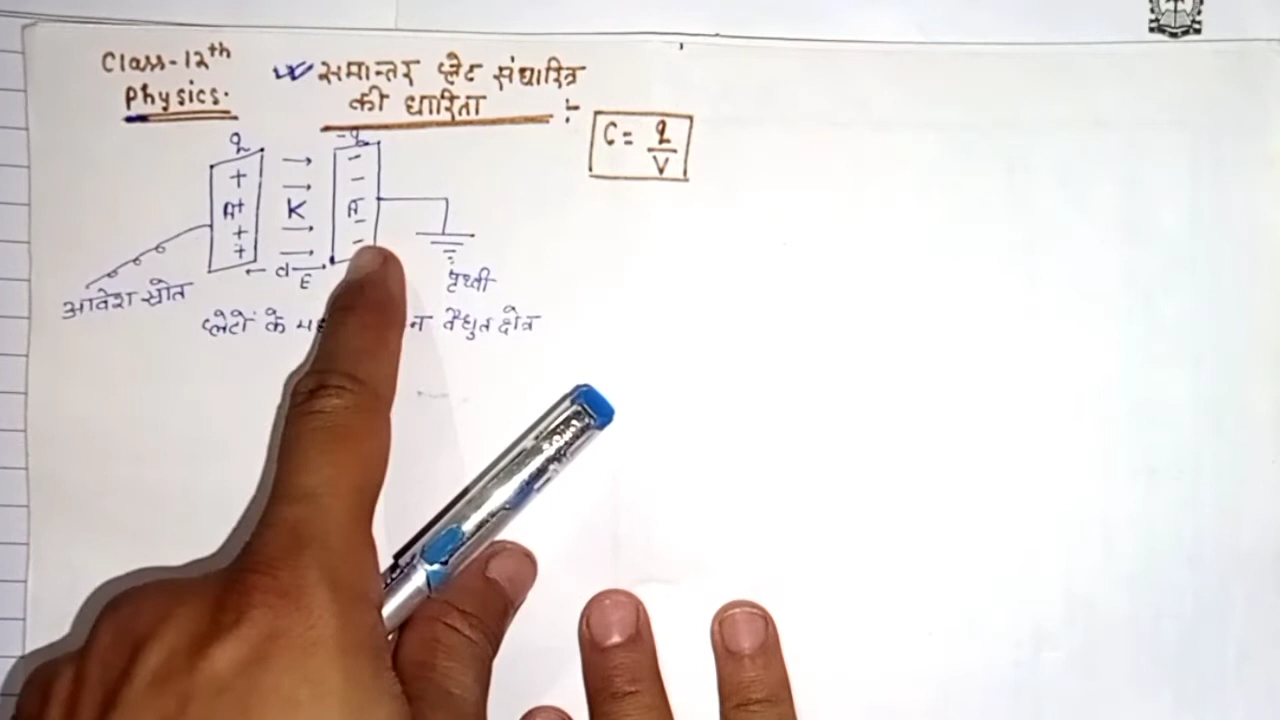 Class-12th
Physics.
समान्तर प्लेट संधारित्र
की धारिता :-
C = q/V
q
-q
+
+
A+
+
+
K
-
-
A
-
-
d
E
आवेश स्रोत
पृथ्वी
प्लेटों के
वैधुत क्षेत्र